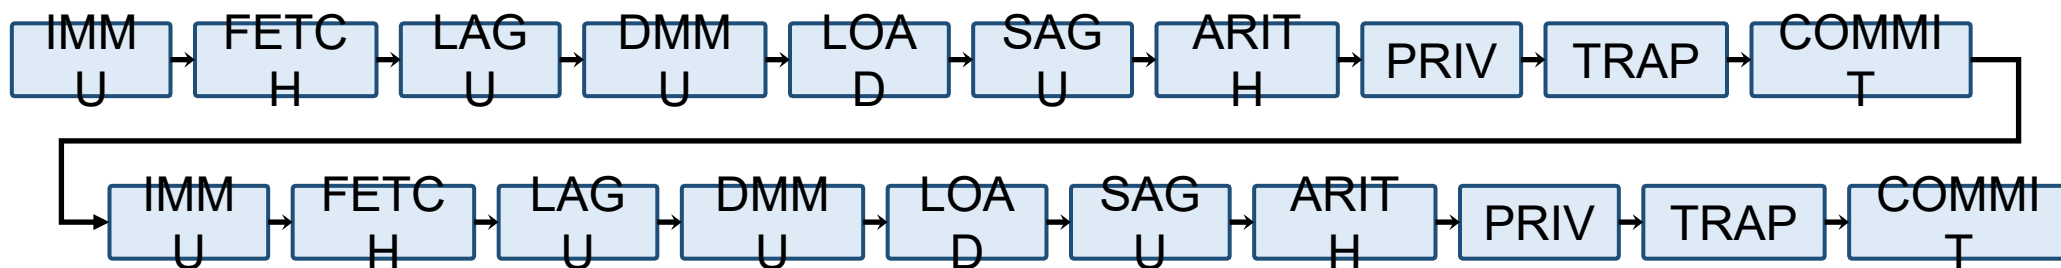 IMM FETC LAG DMM LOA SAG ARIT PRIV TRAP COMMI
U H U U D U H T
IMM FETC LAG DMM LOA SAG ARIT PRIV TRAP COMMI
U H U U D U H T